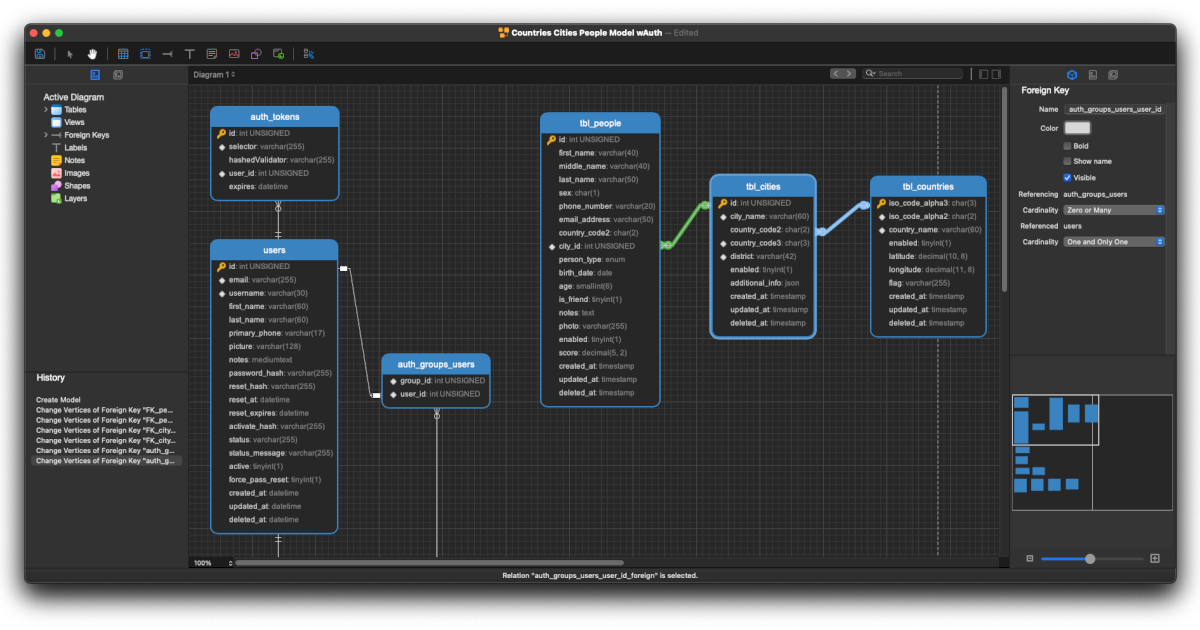 Countries Cities People Model wAuth — Edited
Diagram 1
Search
Active Diagram
Tables
Views
Foreign Keys
Labels
Notes
Images
Shapes
Layers
History
Create Model
Change Vertices of Foreign Key "FK_pe...
Change Vertices of Foreign Key "FK_pe...
Change Vertices of Foreign Key "FK_city...
Change Vertices of Foreign Key "FK_city...
Change Vertices of Foreign Key "auth_g...
Change Vertices of Foreign Key "auth_g...
auth_tokens
id: int UNSIGNED
selector: varchar(255)
hashedValidator: varchar(255)
user_id: int UNSIGNED
expires: datetime
users
id: int UNSIGNED
email: varchar(255)
username: varchar(30)
first_name: varchar(60)
last_name: varchar(60)
primary_phone: varchar(17)
picture: varchar(128)
notes: mediumtext
password_hash: varchar(255)
reset_hash: varchar(255)
reset_at: datetime
reset_expires: datetime
activate_hash: varchar(255)
status: varchar(255)
status_message: varchar(255)
active: tinyint(1)
force_pass_reset: tinyint(1)
created_at: datetime
updated_at: datetime
deleted_at: datetime
auth_groups_users
group_id: int UNSIGNED
user_id: int UNSIGNED
tbl_people
id: int UNSIGNED
first_name: varchar(40)
middle_name: varchar(40)
last_name: varchar(50)
sex: char(1)
phone_number: varchar(20)
email_address: varchar(50)
country_code2: char(2)
city_id: int UNSIGNED
person_type: enum
birth_date: date
age: smallint(6)
is_friend: tinyint(1)
notes: text
photo: varchar(255)
enabled: tinyint(1)
score: decimal(5, 2)
created_at: timestamp
updated_at: timestamp
deleted_at: timestamp
tbl_cities
id: int UNSIGNED
city_name: varchar(60)
country_code2: char(2)
country_code3: char(3)
district: varchar(42)
enabled: tinyint(1)
additional_info: json
created_at: timestamp
updated_at: timestamp
deleted_at: timestamp
tbl_countries
iso_code_alpha3: char(3)
iso_code_alpha2: char(2)
country_name: varchar(60)
enabled: tinyint(1)
latitude: decimal(10, 8)
longitude: decimal(11, 8)
flag: varchar(255)
created_at: timestamp
updated_at: timestamp
deleted_at: timestamp
Foreign Key
Name auth_groups_users_user_id
Color
Bold
Show name
Visible
Referencing auth_groups_users
Cardinality Zero or Many
Referenced users
Cardinality One and Only One
100%
Relation "auth_groups_users_user_id_foreign" is selected.